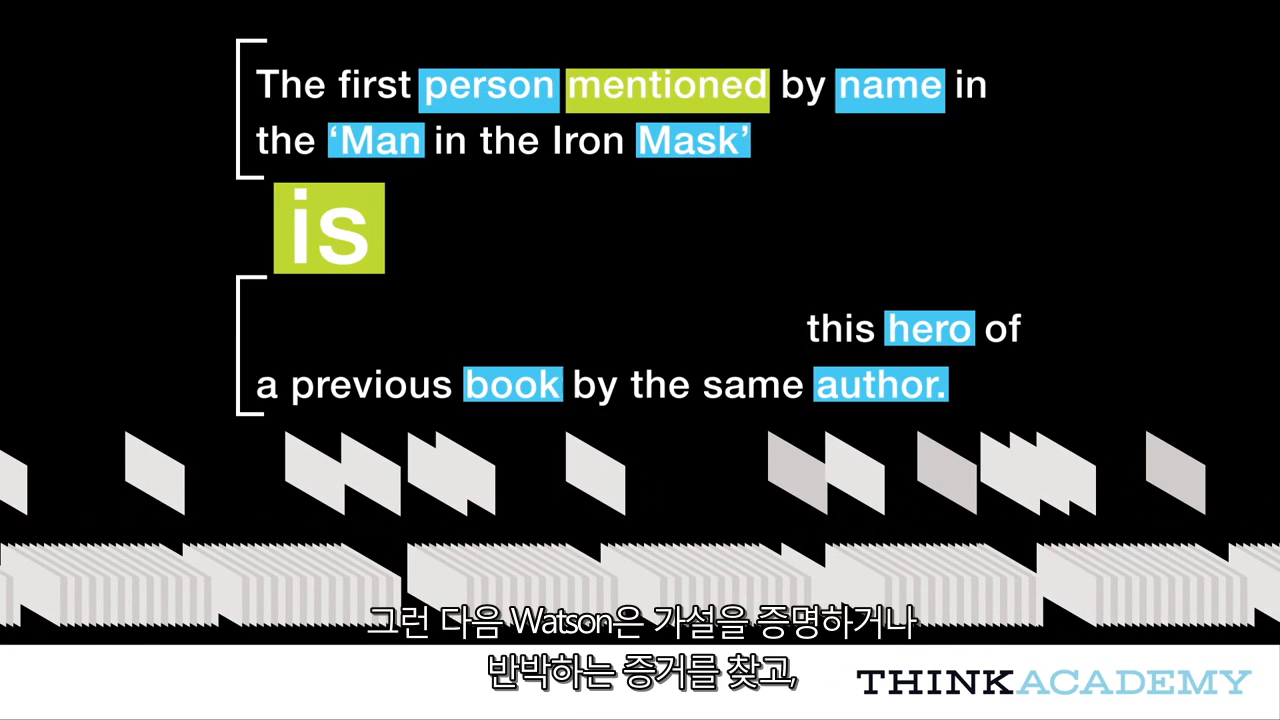 The first person mentioned by name in
the ‘Man in the Iron Mask’
is
this hero of
a previous book by the same author.
그런 다음 Watson은 가설을 증명하거나
반박하는 증거를 찾고,
THINKACADEMY